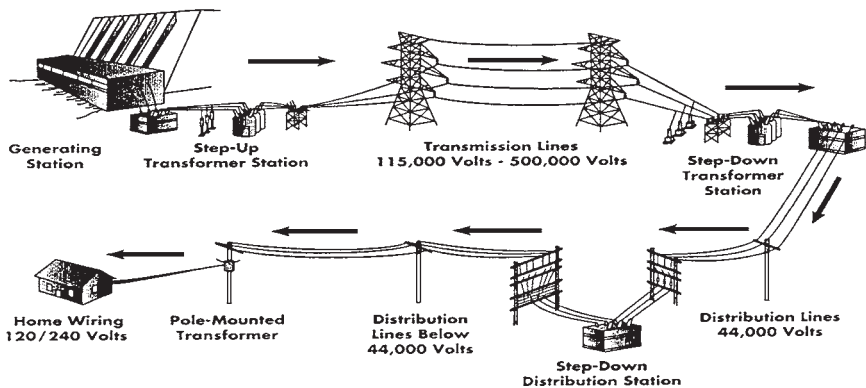 Generating
Station
Step-Up
Transformer Station
Transmission Lines
115,000 Volts - 500,000 Volts
Step-Down
Transformer
Station
Home Wiring
120/240 Volts
Pole-Mounted
Transformer
Distribution
Lines Below
44,000 Volts
Step-Down
Distribution Station
Distribution Lines
44,000 Volts